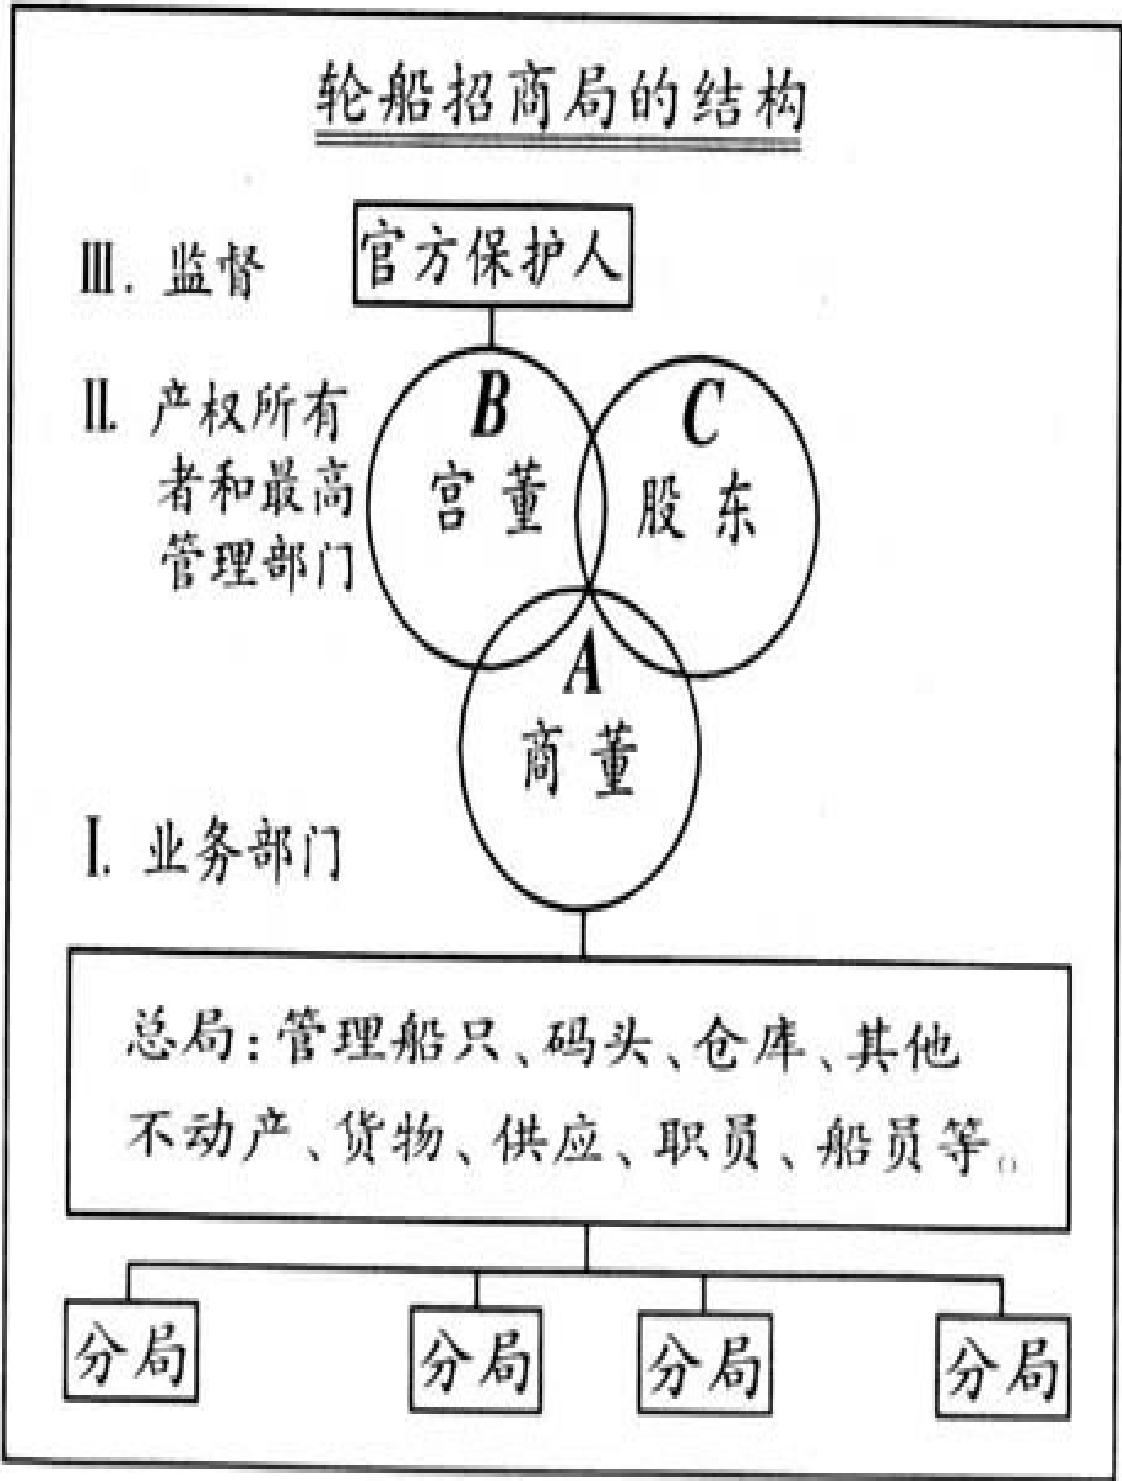 轮船招商局的结构
III. 监督
官方保护人
II. 产权所有
者和最高
管理部门
B
宫董
C
股东
A
商董
I. 业务部门
总局：管理船只、码头、仓库、其他
不动产、货物、供应、职员、船员等。
分局
分局
分局
分局